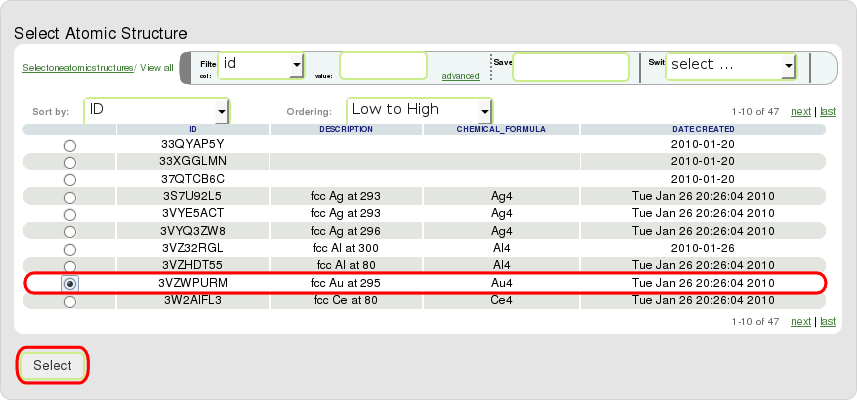 Select Atomic Structure
Selectoneatomicstructures/ View all
Filte
col:
id
value:
advanced
Save
Swit
select ...
Sort by:
ID
Ordering:
Low to High
1-10 of 47 next | last
ID DESCRIPTION CHEMICAL_FORMULA DATE CREATED
33QYAP5Y 2010-01-20
33XGGLMN 2010-01-20
37QTCB6C 2010-01-20
3S7U92L5 fcc Ag at 293 Ag4 Tue Jan 26 20:26:04 2010
3VYE5ACT fcc Ag at 293 Ag4 Tue Jan 26 20:26:04 2010
3VYQ3ZW8 fcc Ag at 296 Ag4 Tue Jan 26 20:26:04 2010
3VZ32RGL fcc Al at 300 Al4 2010-01-26
3VZHDT55 fcc Al at 80 Al4 Tue Jan 26 20:26:04 2010
3VZWPURM fcc Au at 295 Au4 Tue Jan 26 20:26:04 2010
3W2AIFL3 fcc Ce at 80 Ce4 Tue Jan 26 20:26:04 2010
1-10 of 47 next | last
Select